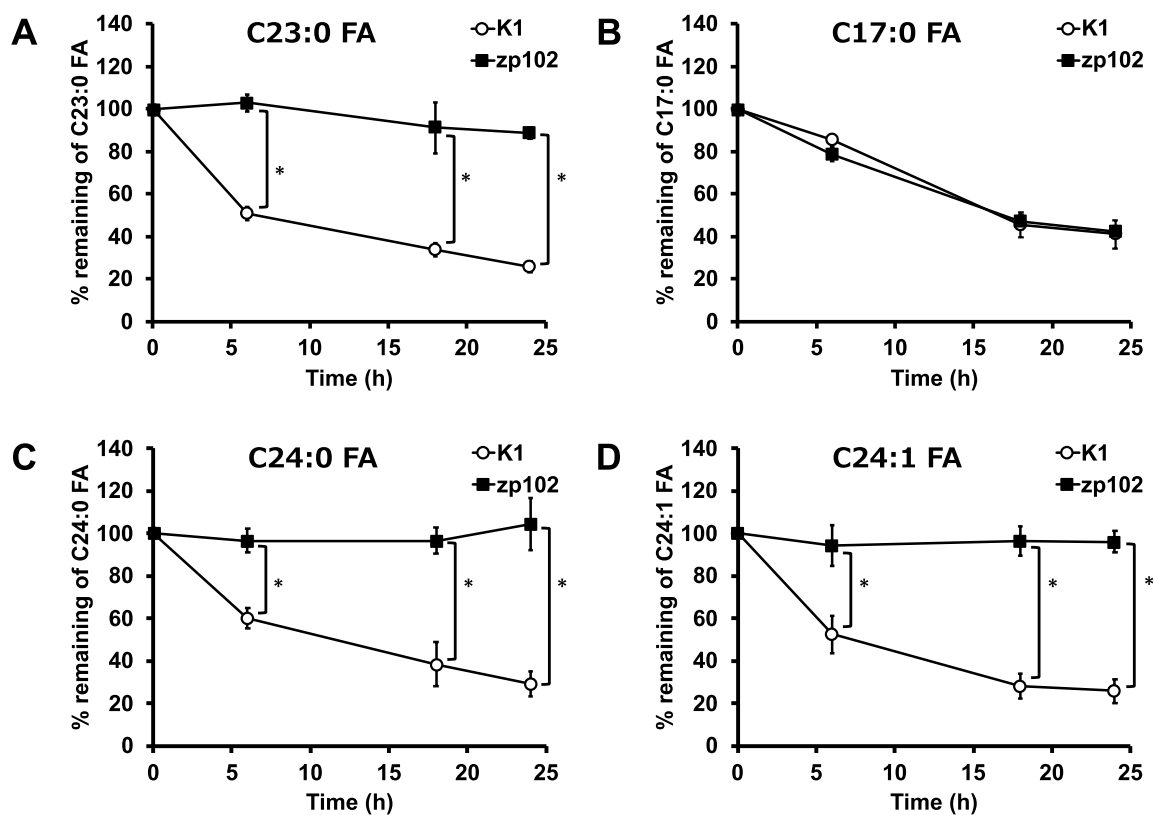 A
C23:0 FA
K1
zp102
% remaining of C23:0 FA
140
120
100
80
60
40
20
0
*
*
*
0 5 10 15 20 25
Time (h)
B
C17:0 FA
K1
zp102
% remaining of C17:0 FA
140
120
100
80
60
40
20
0
0 5 10 15 20 25
Time (h)
C
C24:0 FA
K1
zp102
% remaining of C24:0 FA
140
120
100
80
60
40
20
0
*
*
*
0 5 10 15 20 25
Time (h)
D
C24:1 FA
K1
zp102
% remaining of C24:1 FA
140
120
100
80
60
40
20
0
*
*
*
0 5 10 15 20 25
Time (h)